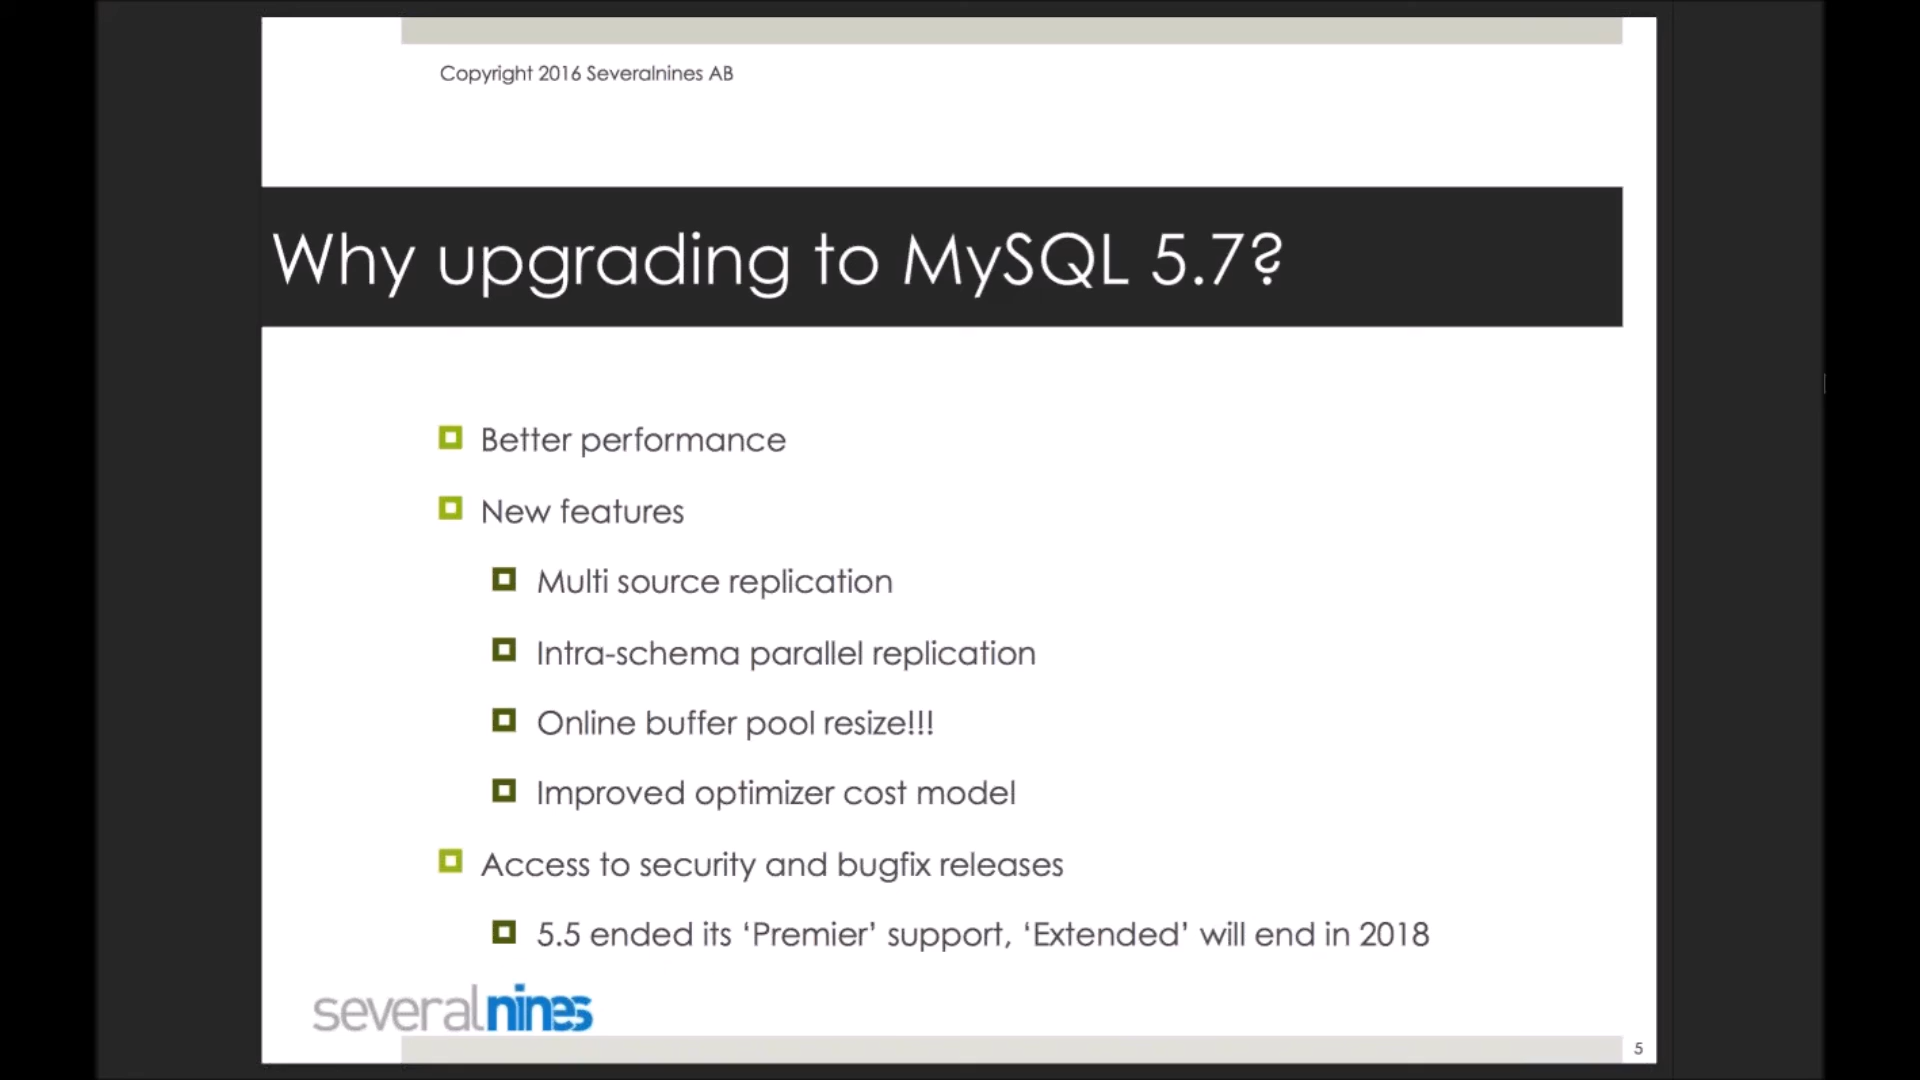 Copyright 2016 Severalnines AB
Why upgrading to MySQL 5.7?
Better performance
New features
Multi source replication
Intra-schema parallel replication
Online buffer pool resize!!!
Improved optimizer cost model
Access to security and bugfix releases
5.5 ended its ‘Premier’ support, ‘Extended’ will end in 2018
severalnines
5